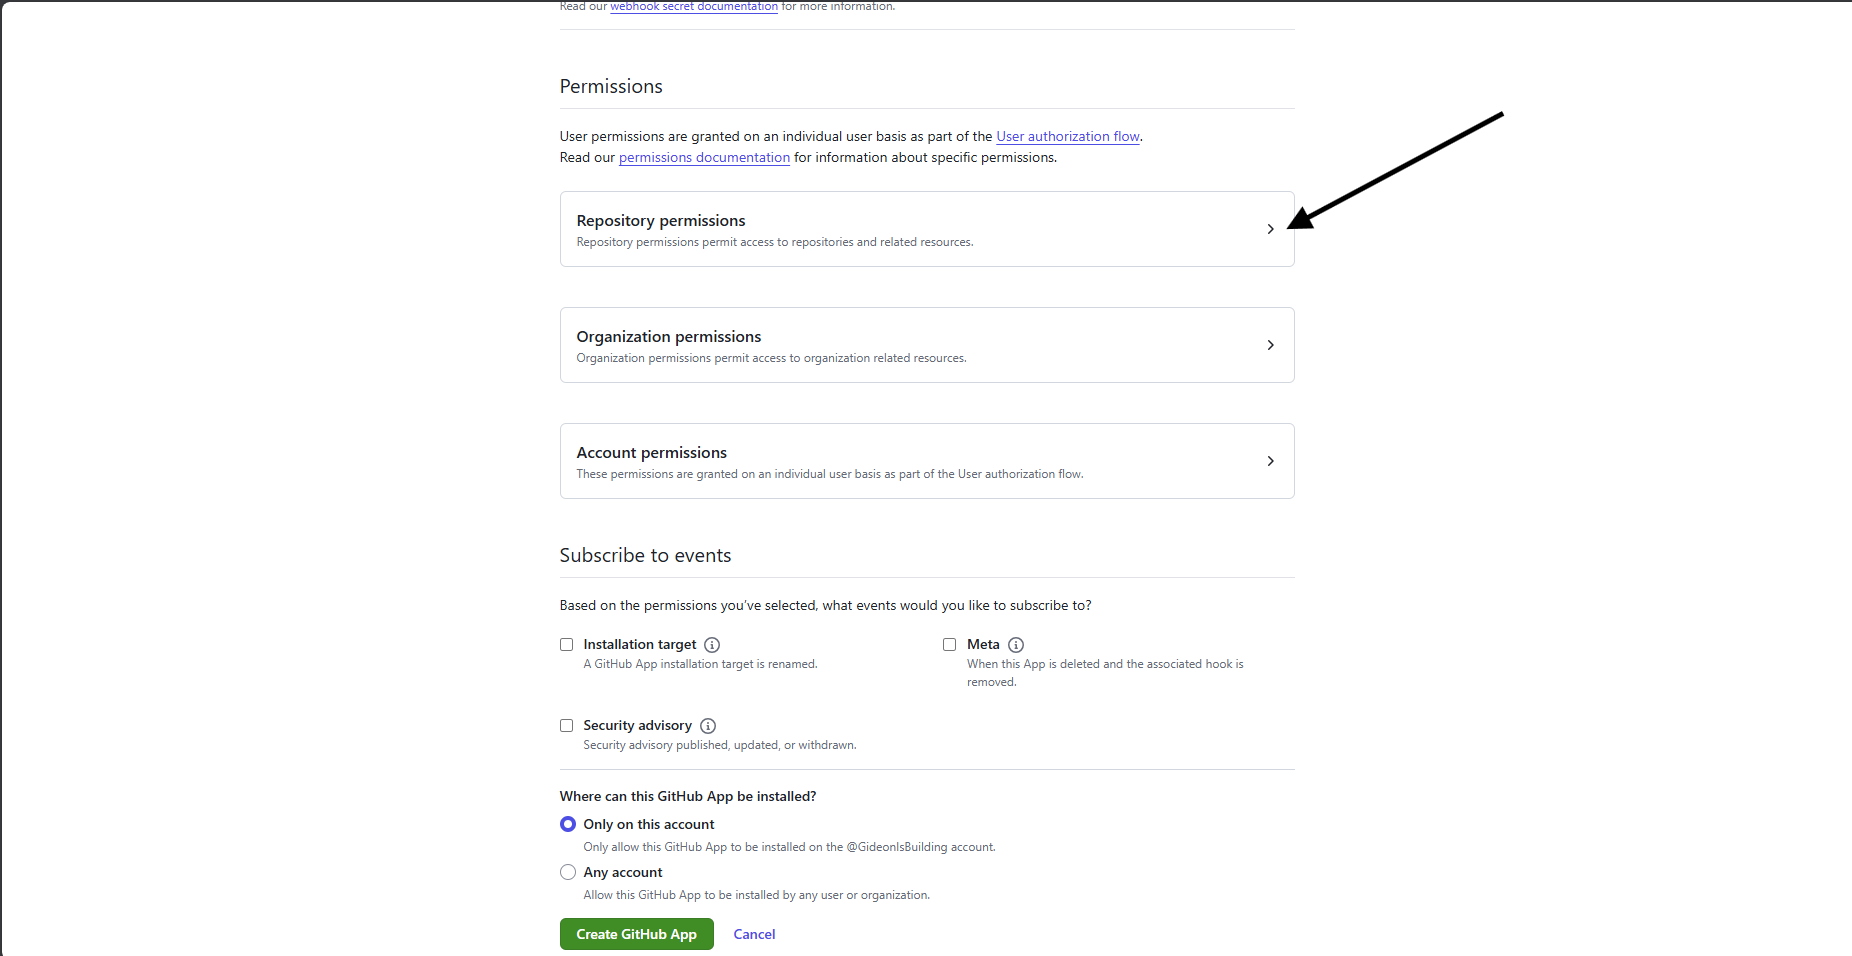 Read our webhook secret documentation for more information.
Permissions
User permissions are granted on an individual user basis as part of the User authorization flow.
Read our permissions documentation for information about specific permissions.
Repository permissions
Repository permissions permit access to repositories and related resources.
Organization permissions
Organization permissions permit access to organization related resources.
Account permissions
These permissions are granted on an individual user basis as part of the User authorization flow.
Subscribe to events
Based on the permissions you've selected, what events would you like to subscribe to?
Installation target
A GitHub App installation target is renamed.
Meta
When this App is deleted and the associated hook is
removed.
Security advisory
Security advisory published, updated, or withdrawn.
Where can this GitHub App be installed?
Only on this account
Only allow this GitHub App to be installed on the @GideonIsBuilding account.
Any account
Allow this GitHub App to be installed by any user or organization.
Create GitHub App
Cancel